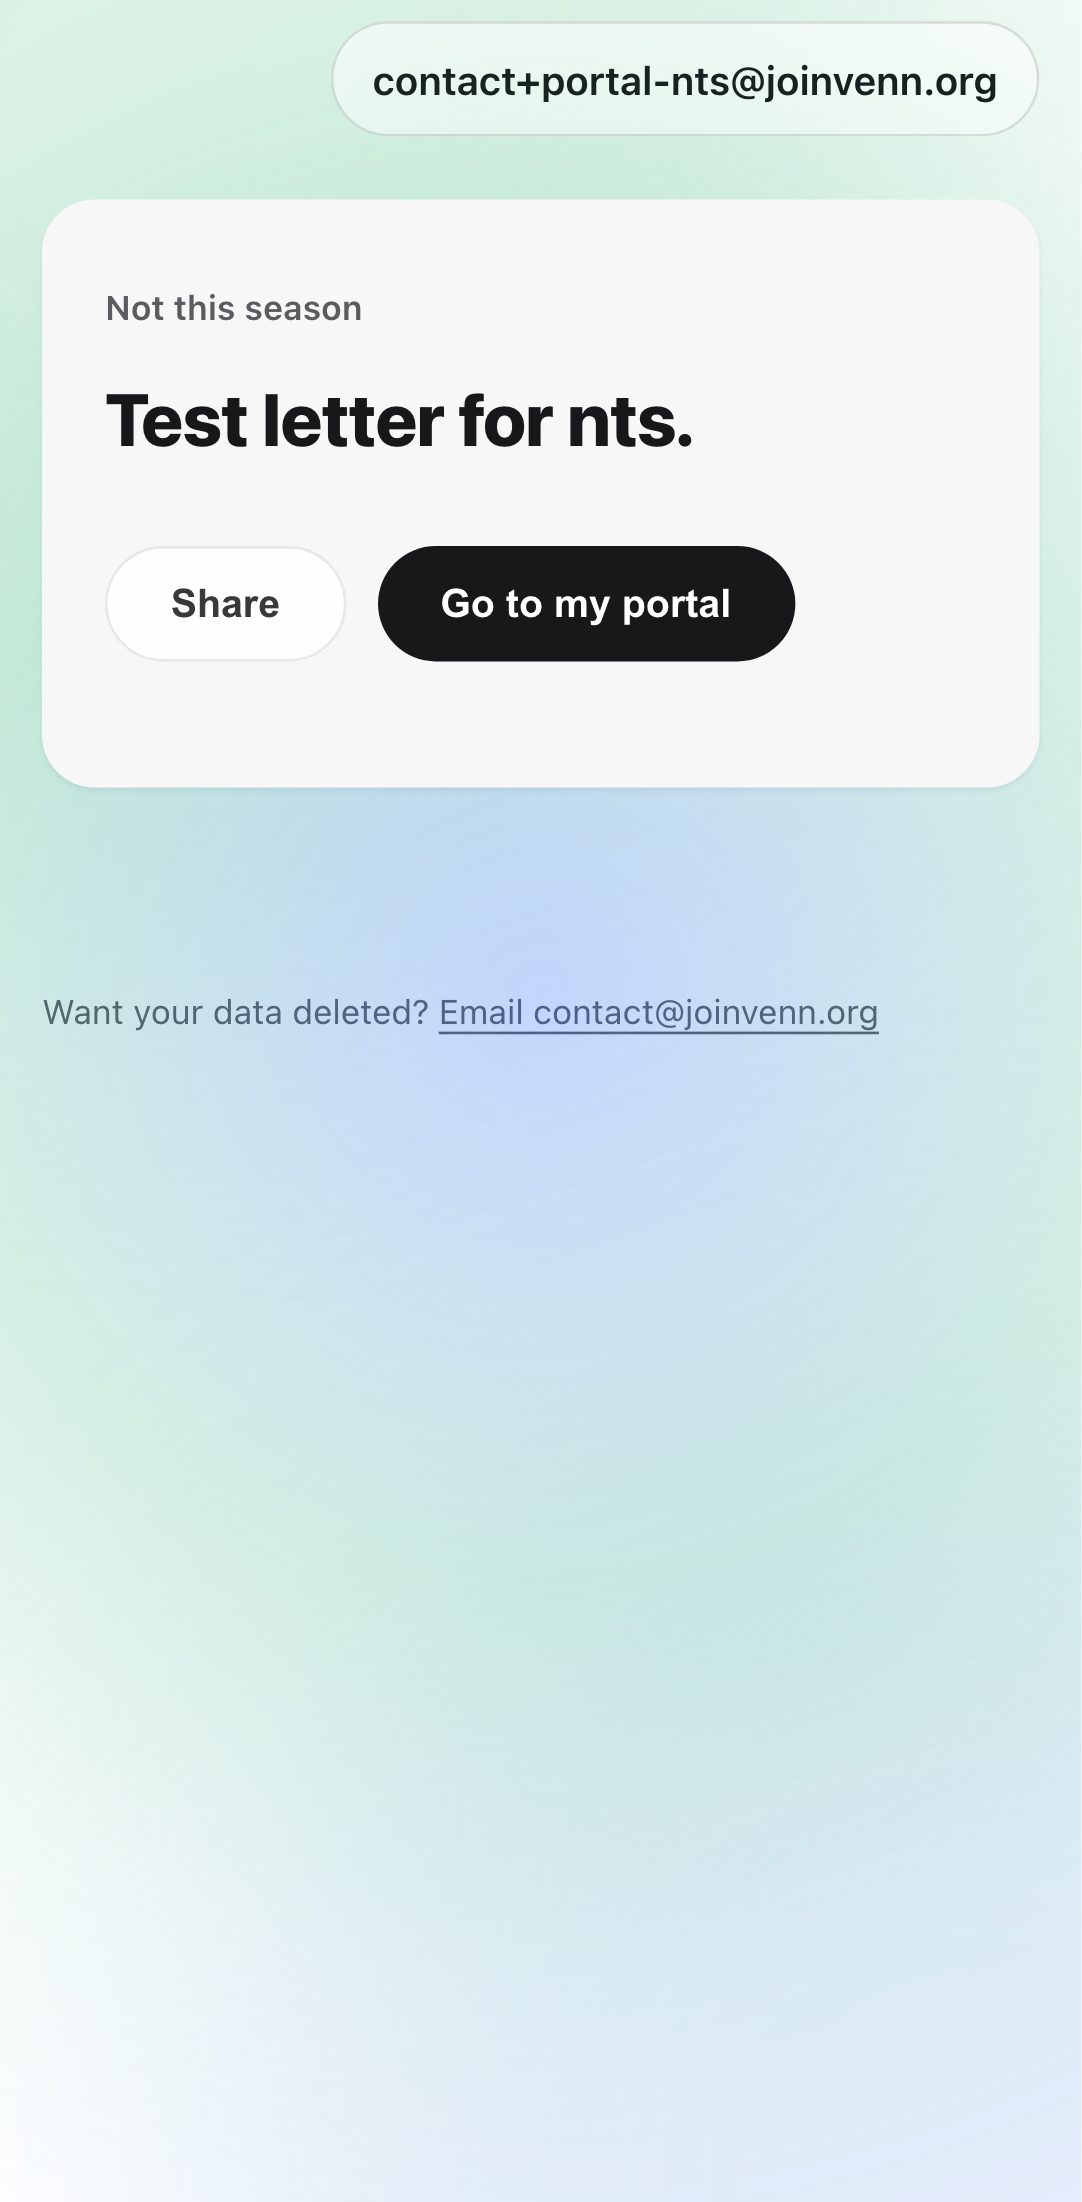 contact+portal-nts@joinvenn.org
Not this season
Test letter for nts.
Share
Go to my portal
Want your data deleted? Email contact@joinvenn.org